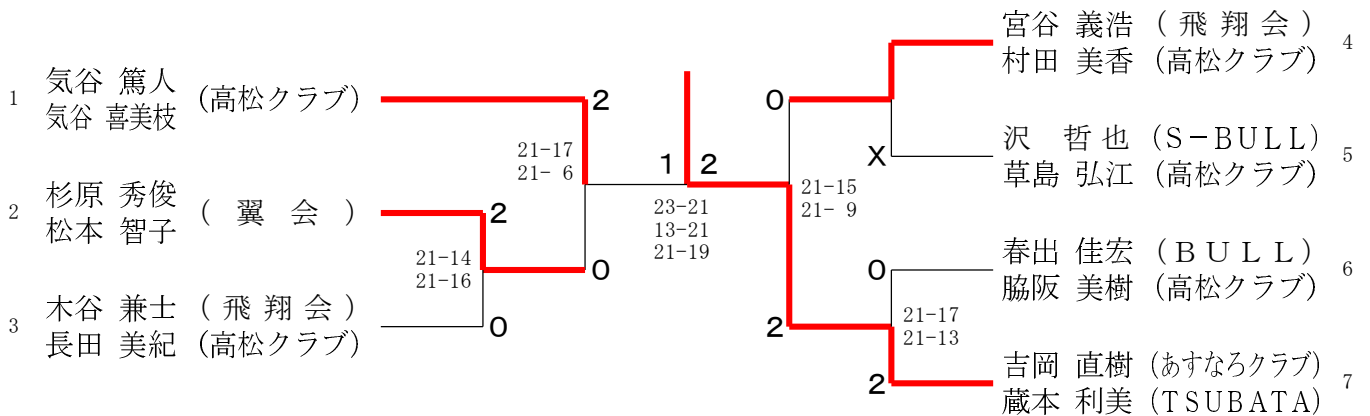 1
気谷 篤人
気谷 喜美枝
(高松クラブ)
2
杉原 秀俊
松本 智子
( 翼 会 )
3
木谷 兼士 ( 飛 翔 会 )
長田 美紀 (高松クラブ)
2
21-17
21- 6
2
21-14
21-16
0
0
1 2
23-21
13-21
21-19
0
X
21-15
21- 9
0
2
21-17
21-13
2
宮谷 義浩 ( 飛 翔 会 )
村田 美香 (高松クラブ)
4
沢 哲也 (S-BULL)
草島 弘江 (高松クラブ)
5
春出 佳宏 (BULL)
脇阪 美樹 (高松クラブ)
6
吉岡 直樹 (あすなろクラブ)
蔵本 利美 (TSUBATA)
7